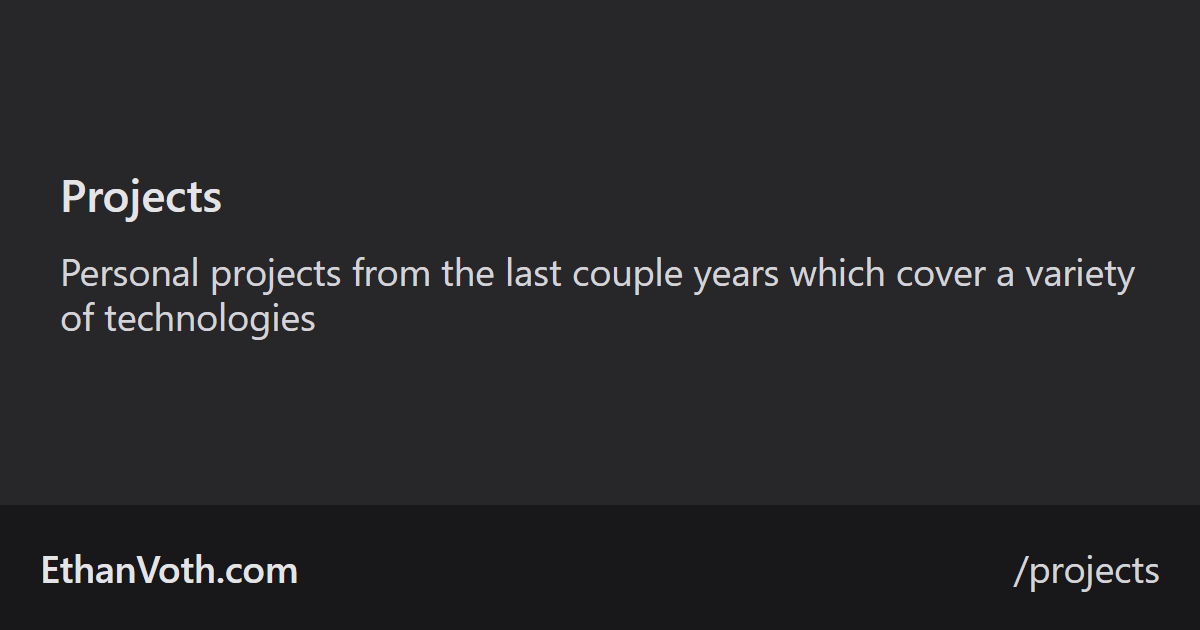 Projects
Personal projects from the last couple years which cover a variety
of technologies
EthanVoth.com
/projects